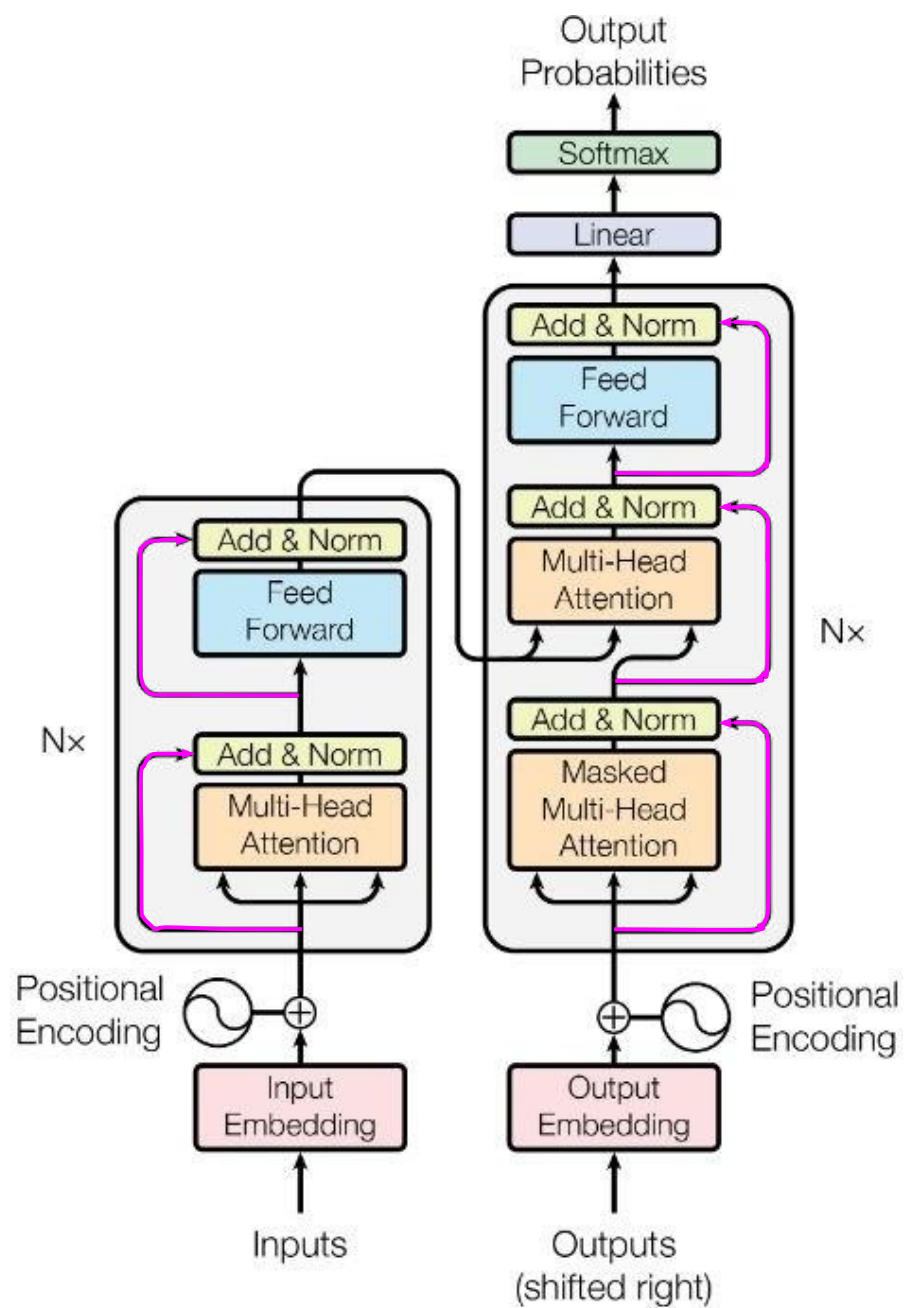 Output
Probabilities
Softmax
Linear
Add & Norm
Feed
Forward
Add & Norm
Multi-Head
Attention
Add & Norm
Masked
Multi-Head
Attention
Nx
Add & Norm
Feed
Forward
Add & Norm
Multi-Head
Attention
Nx
Positional
Encoding
Positional
Encoding
Input
Embedding
Output
Embedding
Inputs
Outputs
(shifted right)